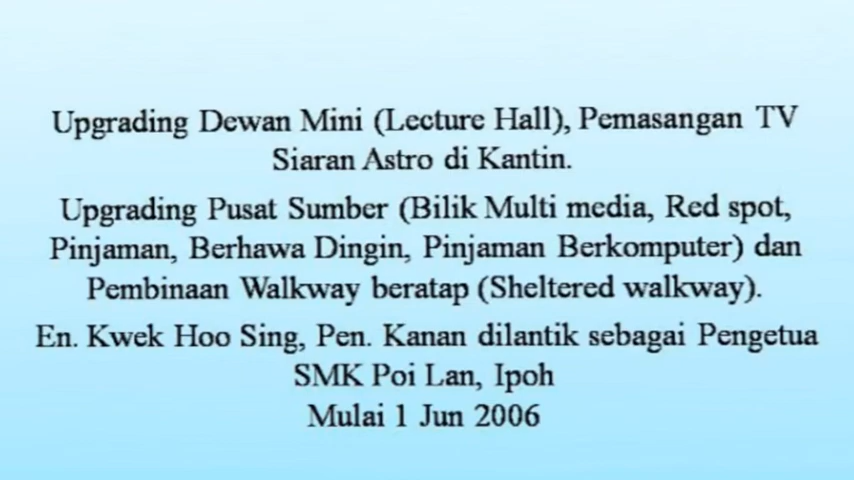 Upgrading Dewan Mini (Lecture Hall), Pemasangan TV
Siaran Astro di Kantin.
Upgrading Pusat Sumber (Bilik Multi media, Red spot,
Pinjaman, Berhawa Dingin, Pinjaman Berkomputer) dan
Pembinaan Walkway beratap (Sheltered walkway).
En. Kwek Hoo Sing, Pen. Kanan dilantik sebagai Pengetua
SMK Poi Lan, Ipoh
Mulai 1 Jun 2006